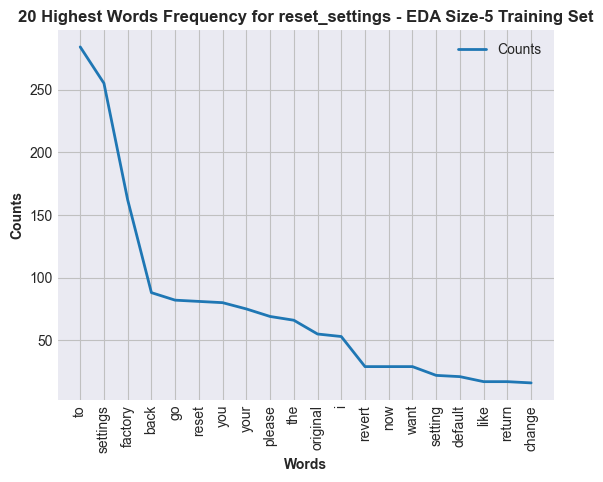 20 Highest Words Frequency for reset_settings - EDA Size-5 Training Set
Counts
250
200
150
100
50
Counts
to
settings
factory
back
go
reset
you
your
please
the
original
i
revert
now
want
setting
default
like
return
change
Words